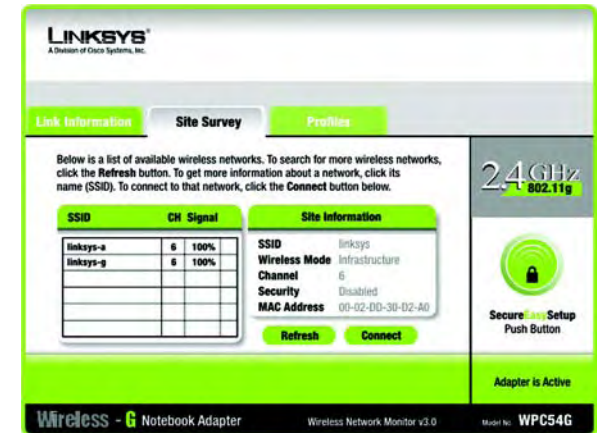 LINKSYS®
A Division of Cisco Systems, Inc.
Link Information Site Survey Profiles
Below is a list of available wireless networks. To search for more wireless networks,
click the Refresh button. To get more information about a network, click its
name (SSID). To connect to that network, click the Connect button below.
2.4GHz
802.11g
SSID CH Signal
linksys-a 6 100%
linksys-g 6 100%
Site Information
SSID linksys
Wireless Mode Infrastructure
Channel 6
Security Disabled
MAC Address 00-02-DD-30-D2-A0
Refresh Connect
SecureEasySetup
Push Button
Adapter is Active
Wireless - G Notebook Adapter Wireless Network Monitor v3.0 Model No. WPC54G